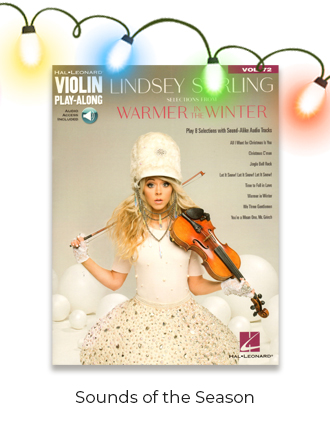 HAL•LEONARD
VIOLIN
PLAY-ALONG
AUDIO
ACCESS
INCLUDED
VOL. 72
LINDSEY STIRLING
SELECTIONS FROM
WARMER IN THE WINTER
Play 8 Selections with Sound-Alike Audio Tracks
All I Want for Christmas Is You
Christmas C'mon
Jingle Bell Rock
Let It Snow! Let It Snow! Let It Snow!
Time to Fall in Love
Warmer in Winter
We Three Gentlemen
You're a Mean One, Mr. Grinch
HAL•LEONARD®
Sounds of the Season